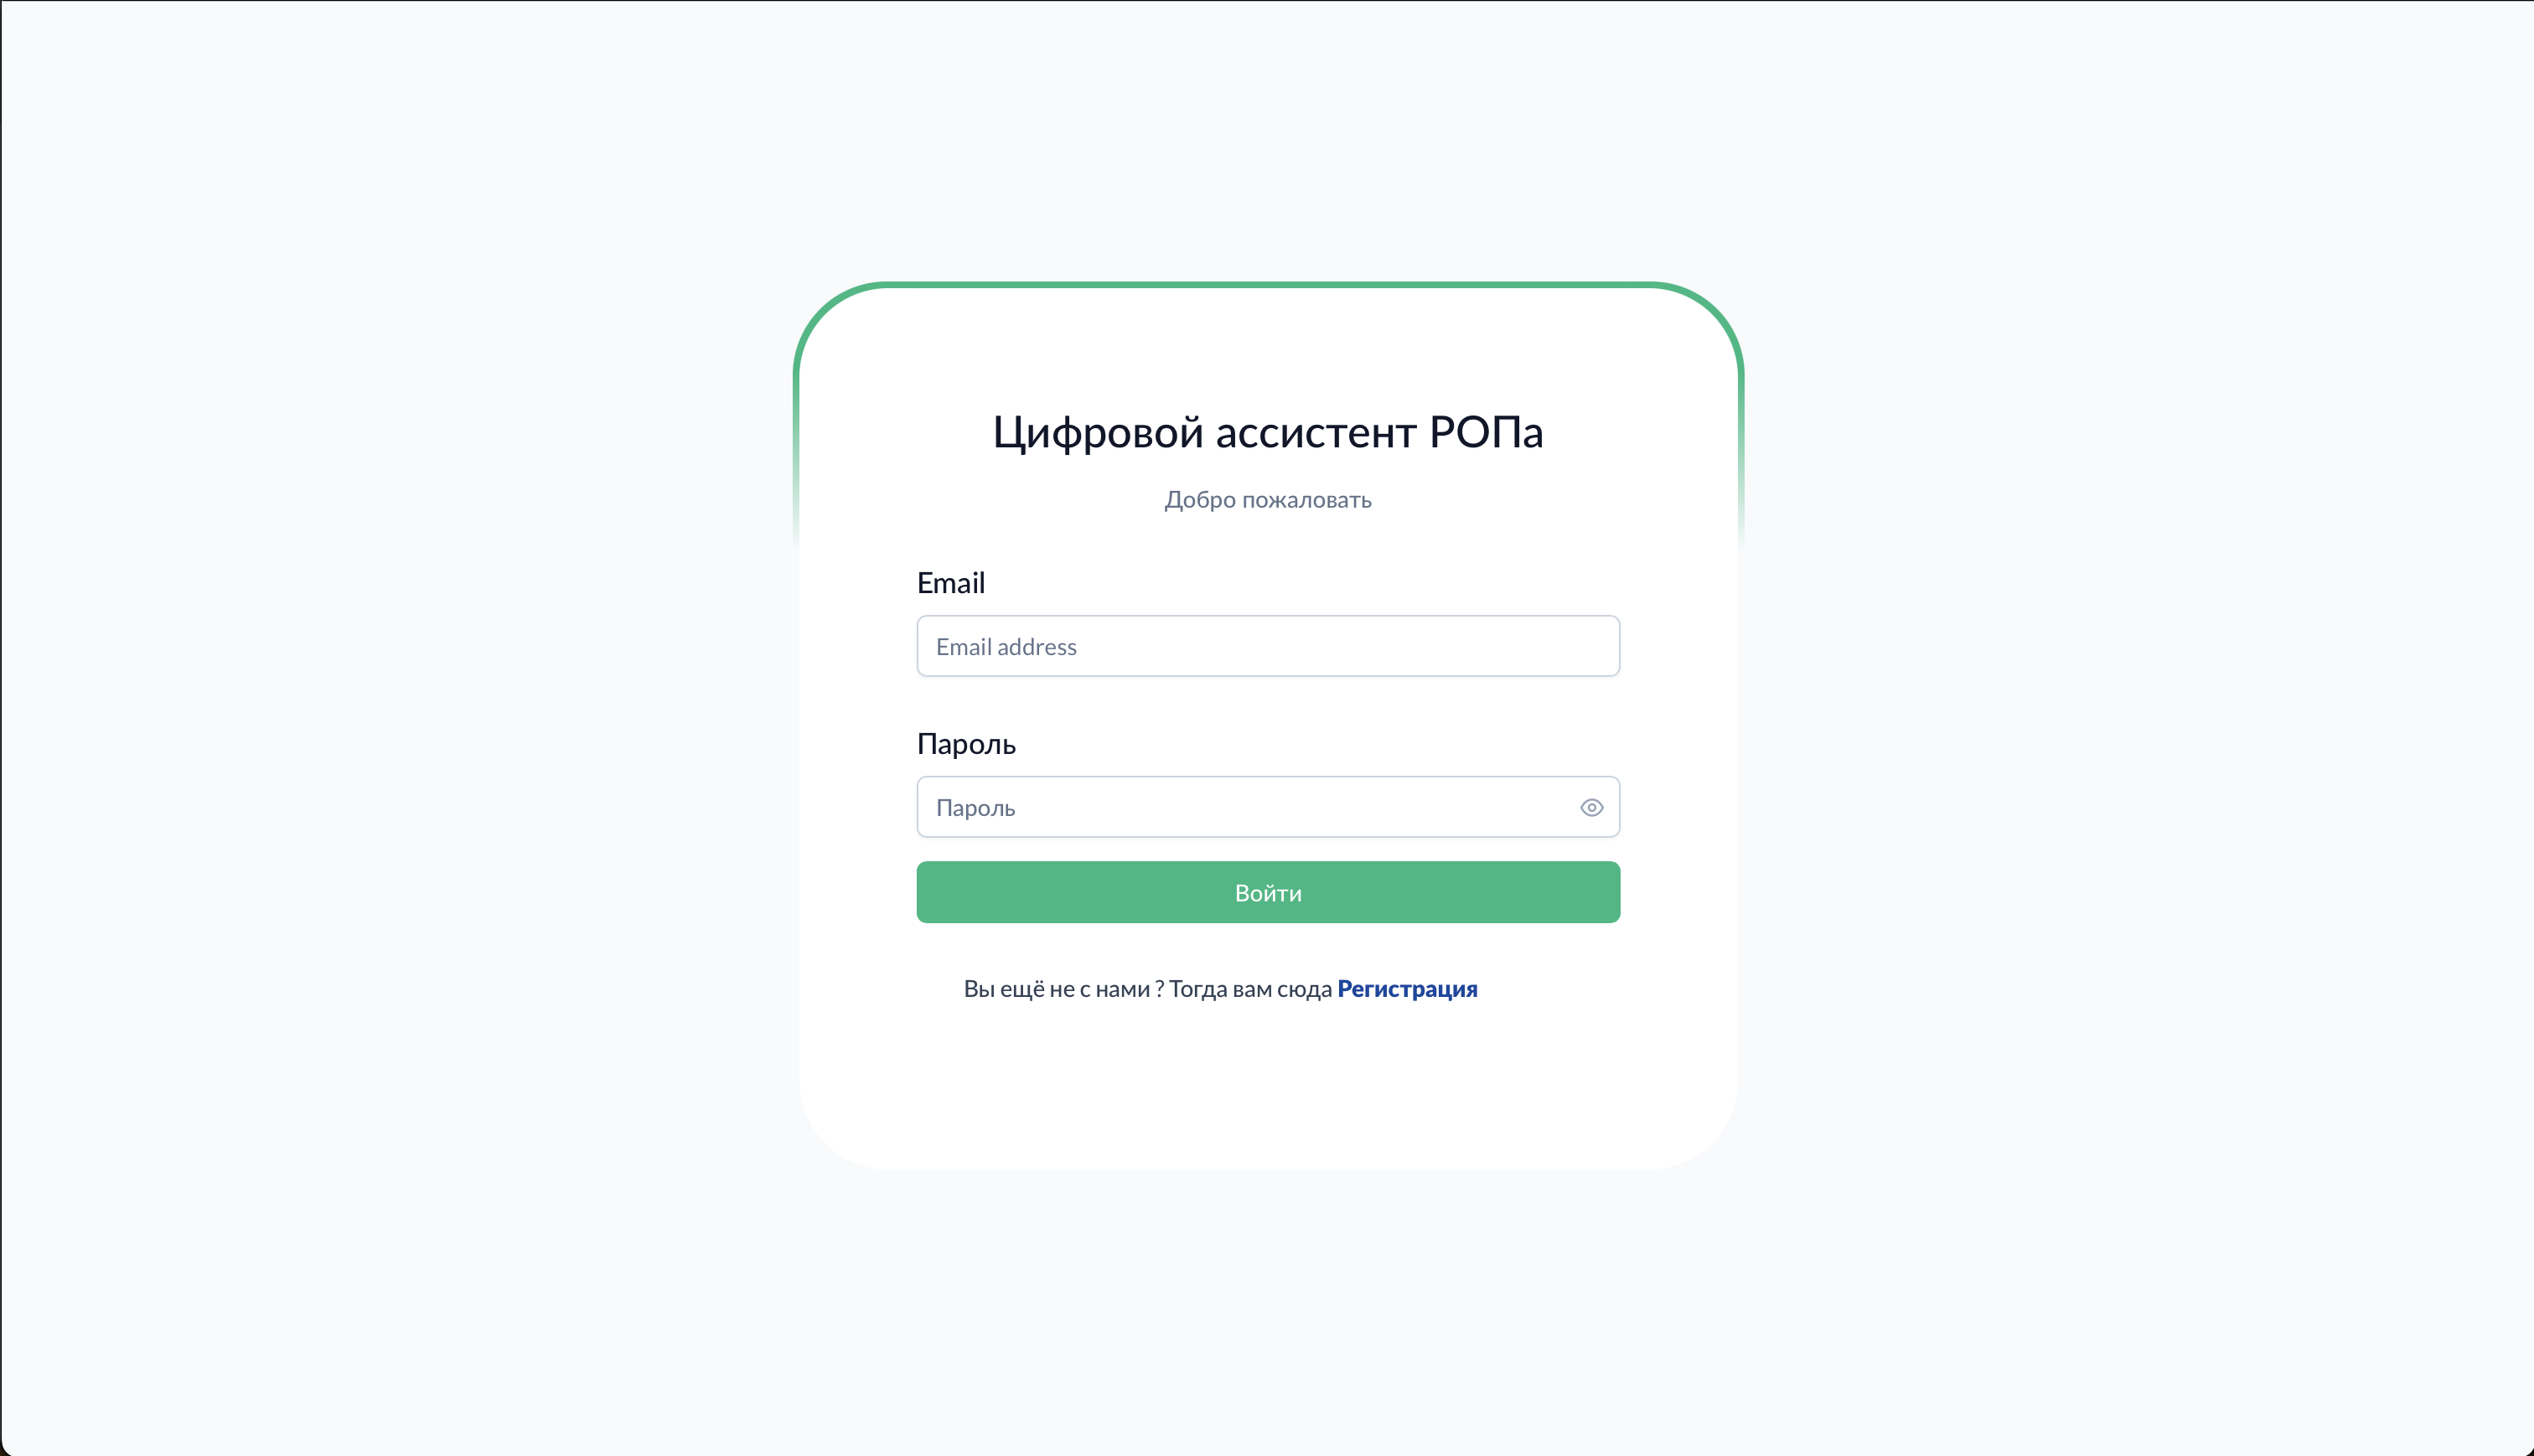 Цифровой ассистент РОПа
Добро пожаловать
Email
Email address
Пароль
Пароль
Войти
Вы ещё не с нами ? Тогда вам сюда Регистрация